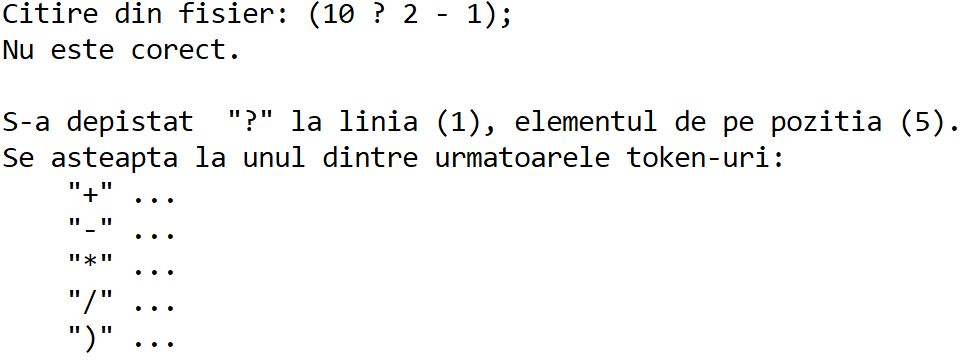 Citire din fisier: (10 ? 2 - 1);
Nu este corect.

S-a depistat  "?" la linia (1), elementul de pe pozitia (5).
Se asteapta la unul dintre urmatoarele token-uri:
    "+" ...
    "-" ...
    "*" ...
    "/" ...
    ")" ...